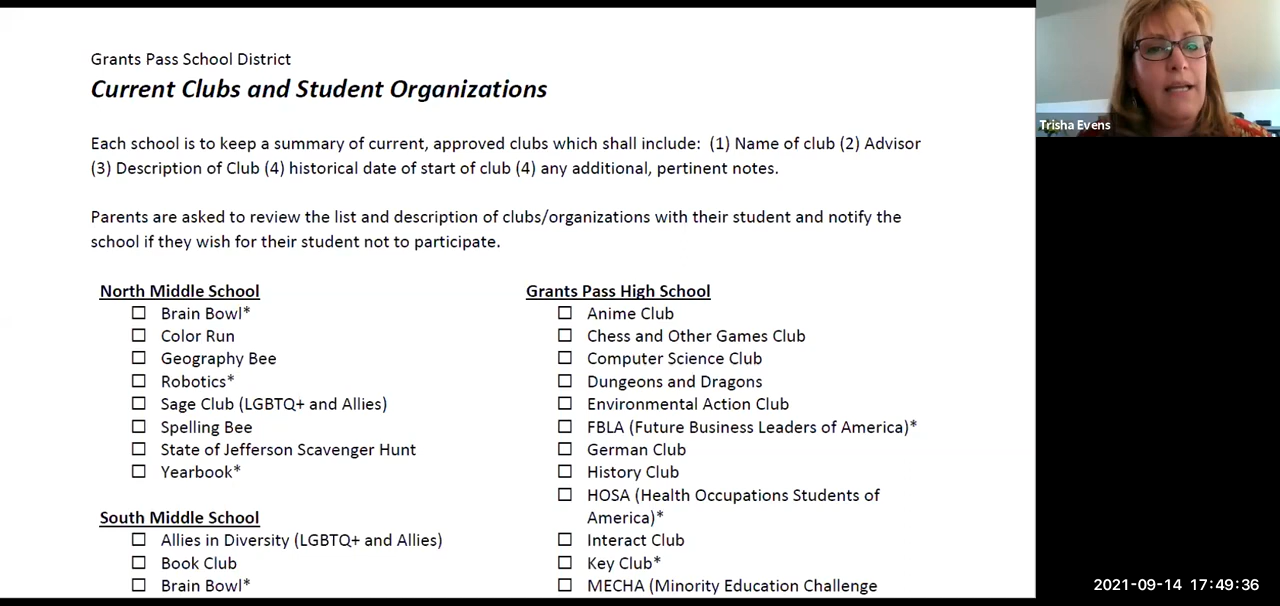 Grants Pass School District
Current Clubs and Student Organizations
Each school is to keep a summary of current, approved clubs which shall include: (1) Name of club (2) Advisor
(3) Description of Club (4) historical date of start of club (4) any additional, pertinent notes.
Parents are asked to review the list and description of clubs/organizations with their student and notify the
school if they wish for their student not to participate.
North Middle School
☐ Brain Bowl*
☐ Color Run
☐ Geography Bee
☐ Robotics*
☐ Sage Club (LGBTQ+ and Allies)
☐ Spelling Bee
☐ State of Jefferson Scavenger Hunt
☐ Yearbook*
South Middle School
☐ Allies in Diversity (LGBTQ+ and Allies)
☐ Book Club
☐ Brain Bowl*
Grants Pass High School
☐ Anime Club
☐ Chess and Other Games Club
☐ Computer Science Club
☐ Dungeons and Dragons
☐ Environmental Action Club
☐ FBLA (Future Business Leaders of America)*
☐ German Club
☐ History Club
☐ HOSA (Health Occupations Students of
America)*
☐ Interact Club
☐ Key Club*
☐ MECHA (Minority Education Challenge
Trisha Evens
2021-09-14 17:49:36